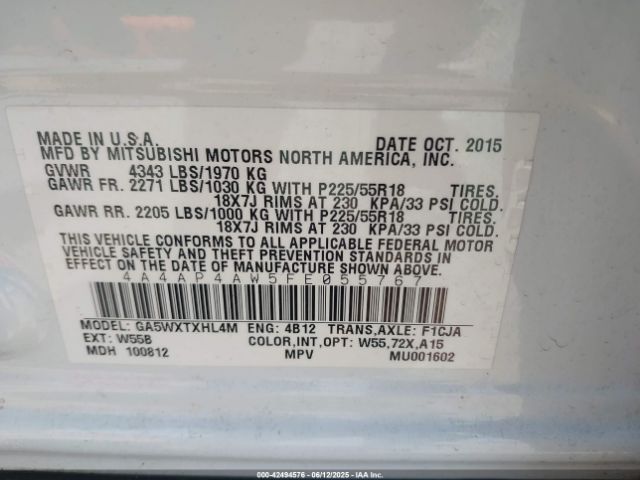 MADE IN U.S.A. DATE OCT. 2015
MFD BY MITSUBISHI MOTORS NORTH AMERICA, INC.
GVWR 4343 LBS/1970 KG
GAWR FR. 2271 LBS/1030 KG WITH P225/55R18 TIRES.
18X7J RIMS AT 230 KPA/33 PSI COLD.
GAWR RR. 2205 LBS/1000 KG WITH P225/55R18 TIRES.
18X7J RIMS AT 230 KPA/33 PSI COLD.
THIS VEHICLE CONFORMS TO ALL APPLICABLE FEDERAL MOTOR
VEHICLE SAFETY AND THEFT PREVENTION STANDARDS IN
EFFECT ON THE DATE OF MANUFACTURE SHOWN ABOVE.
4A4AP4AW5FE055767
MODEL: GA5WXTXHL4M ENG: 4B12 TRANS,AXLE: F1CJA
EXT: W55B COLOR,INT,OPT: W55,72X,A15
MDH 100812 MPV MU001602
000-42494576 - 06/12/2025 - IAA, Inc.